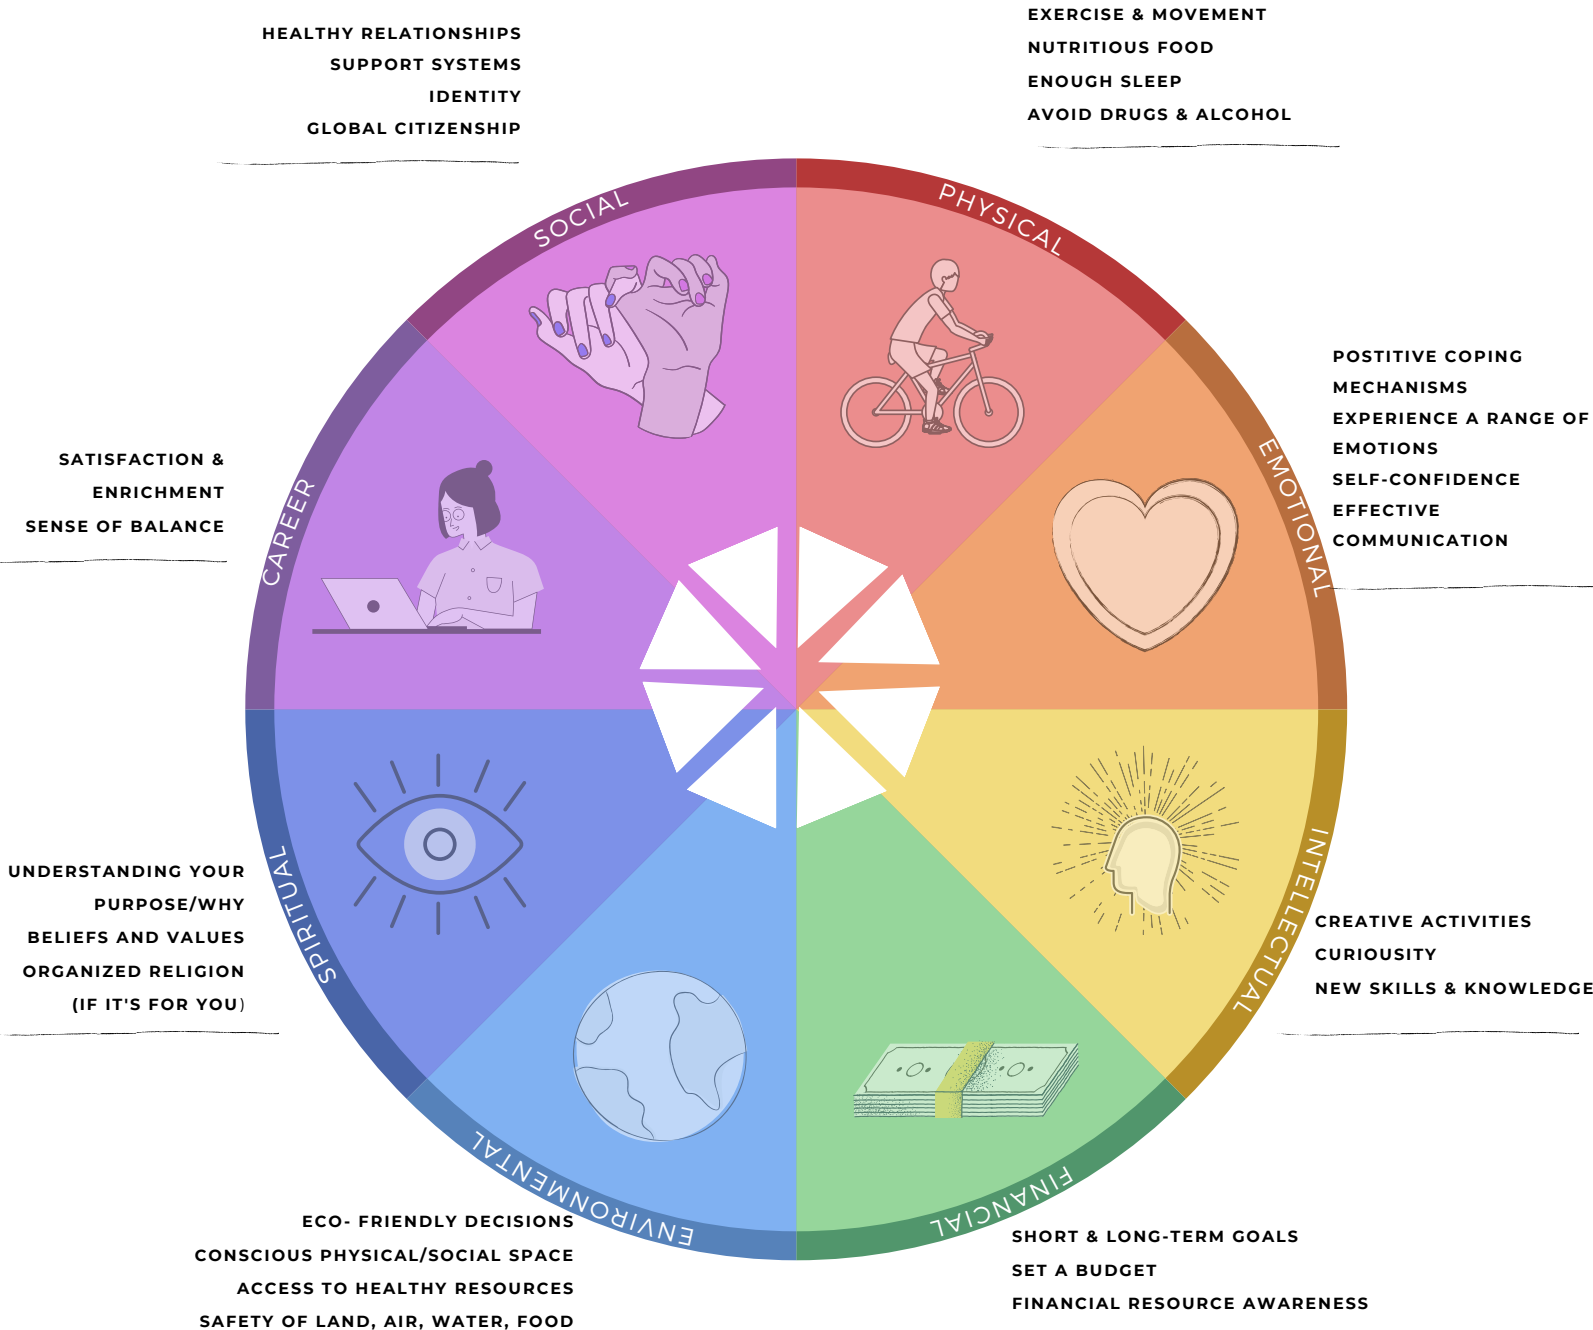 HEALTHY RELATIONSHIPS
SUPPORT SYSTEMS
IDENTITY
GLOBAL CITIZENSHIP
EXERCISE & MOVEMENT
NUTRITIOUS FOOD
ENOUGH SLEEP
AVOID DRUGS & ALCOHOL
SOCIAL
PHYSICAL
POSTITIVE COPING
MECHANISMS
EXPERIENCE A RANGE OF
EMOTIONS
SELF-CONFIDENCE
EFFECTIVE
COMMUNICATION
EMOTIONAL
SATISFACTION &
ENRICHMENT
SENSE OF BALANCE
CAREER
UNDERSTANDING YOUR
PURPOSE/WHY
BELIEFS AND VALUES
ORGANIZED RELIGION
(IF IT'S FOR YOU)
SPIRITUAL
INTELLECTUAL
CREATIVE ACTIVITIES
CURIOUSITY
NEW SKILLS & KNOWLEDGE
ENVIRONMENTAL
FINANCIAL
ECO- FRIENDLY DECISIONS
CONSCIOUS PHYSICAL/SOCIAL SPACE
ACCESS TO HEALTHY RESOURCES
SAFETY OF LAND, AIR, WATER, FOOD
SHORT & LONG-TERM GOALS
SET A BUDGET
FINANCIAL RESOURCE AWARENESS